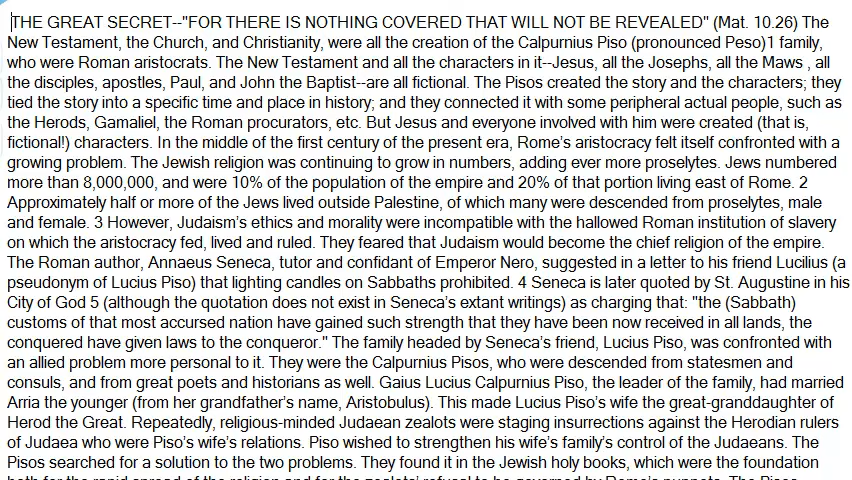 THE GREAT SECRET--"FOR THERE IS NOTHING COVERED THAT WILL NOT BE REVEALED" (Mat. 10.26) The
New Testament, the Church, and Christianity, were all the creation of the Calpurnius Piso (pronounced Peso)1 family,
who were Roman aristocrats. The New Testament and all the characters in it--Jesus, all the Josephs, all the Maws , all
the disciples, apostles, Paul, and John the Baptist--are all fictional. The Pisos created the story and the characters; they
tied the story into a specific time and place in history; and they connected it with some peripheral actual people, such as
the Herods, Gamaliel, the Roman procurators, etc. But Jesus and everyone involved with him were created (that is,
fictional!) characters. In the middle of the first century of the present era, Rome's aristocracy felt itself confronted with a
growing problem. The Jewish religion was continuing to grow in numbers, adding ever more proselytes. Jews numbered
more than 8,000,000, and were 10% of the population of the empire and 20% of that portion living east of Rome. 2
Approximately half or more of the Jews lived outside Palestine, of which many were descended from proselytes, male
and female. 3 However, Judaism's ethics and morality were incompatible with the hallowed Roman institution of slavery
on which the aristocracy fed, lived and ruled. They feared that Judaism would become the chief religion of the empire.
The Roman author, Annaeus Seneca, tutor and confidant of Emperor Nero, suggested in a letter to his friend Lucilius (a
pseudonym of Lucius Piso) that lighting candles on Sabbaths prohibited. 4 Seneca is later quoted by St. Augustine in his
City of God 5 (although the quotation does not exist in Seneca's extant writings) as charging that: "the (Sabbath)
customs of that most accursed nation have gained such strength that they have been now received in all lands, the
conquered have given laws to the conqueror." The family headed by Seneca's friend, Lucius Piso, was confronted with
an allied problem more personal to it. They were the Calpurnius Pisos, who were descended from statesmen and
consuls, and from great poets and historians as well. Gaius Lucius Calpurnius Piso, the leader of the family, had married
Arria the younger (from her grandfather's name, Aristobulus). This made Lucius Piso's wife the great-granddaughter of
Herod the Great. Repeatedly, religious-minded Judaean zealots were staging insurrections against the Herodian rulers
of Judaea who were Piso's wife's relations. Piso wished to strengthen his wife's family's control of the Judaeans. The
Pisos searched for a solution to the two problems. They found it in the Jewish holy books, which were the foundation
both for the rapid spread of the religion and for the zealots' refusal to be governed by Rome's puppets. The Pisos